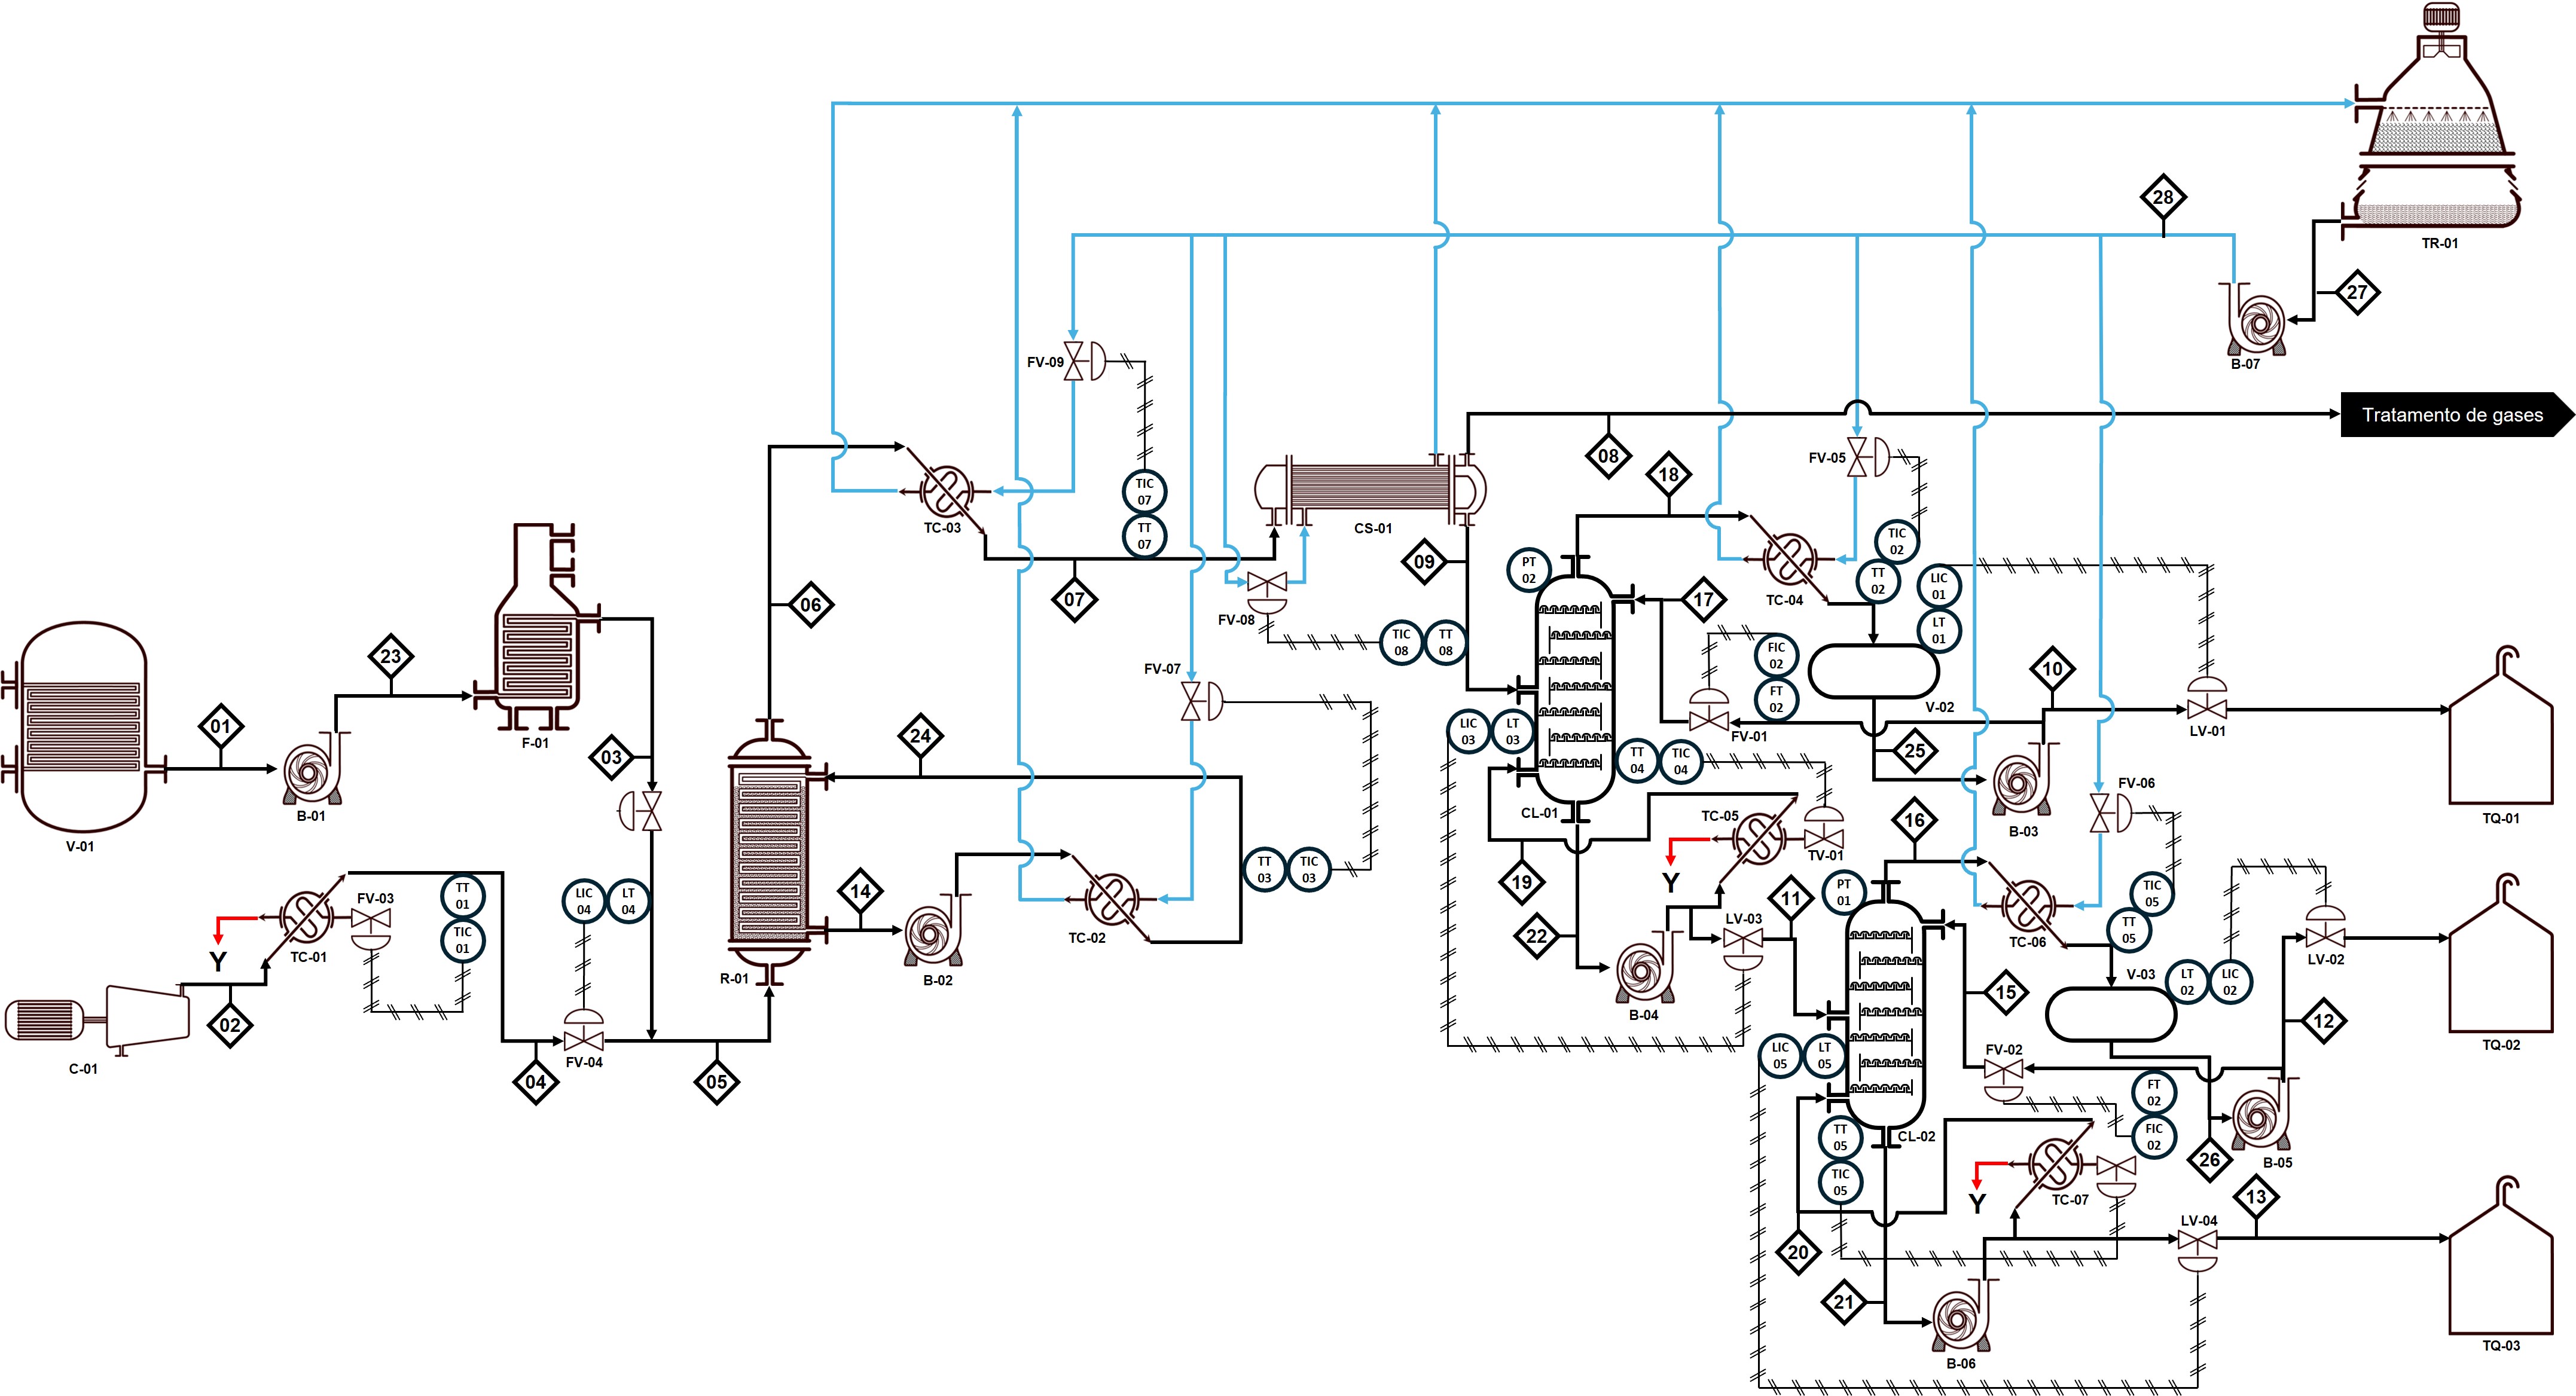 28
TR-01
27
B-07
FV-09
Tratamento de gases
TIC
07
TT
07
TC-03
CS-01
08
18
FV-05
TIC
02
TT
02
TC-04
06
07
FV-08
TIC
08
TT
08
09
PT
02
17
LIC
01
LT
01
FIC
02
FT
02
FV-01
V-02
10
LV-01
TQ-01
V-01
01
B-01
23
F-01
03
FV-07
24
LIC
03
LT
03
TT
04
TIC
04
CL-01
25
B-03
FV-06
TC-05
TV-01
Y
19
22
B-04
LV-03
11
PT
01
16
TC-06
TIC
05
TT
05
V-03
LT
02
LIC
02
LV-02
TQ-02
12
15
FV-02
FT
02
FIC
02
26
B-05
TT
03
TIC
03
TC-02
14
B-02
R-01
LIC
04
LT
04
TT
01
TIC
01
FV-03
TC-01
Y
02
C-01
04
FV-04
05
LIC
05
LT
05
CL-02
TT
05
TIC
05
TC-07
Y
20
21
B-06
LV-04
13
TQ-03